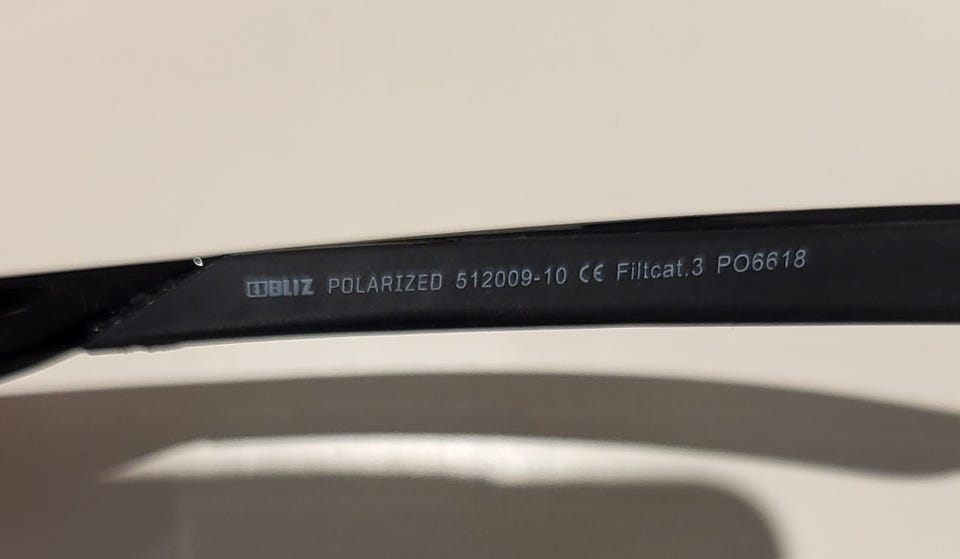 BLIZ POLARIZED 512009-10 CE Filtcat.3 PO6618